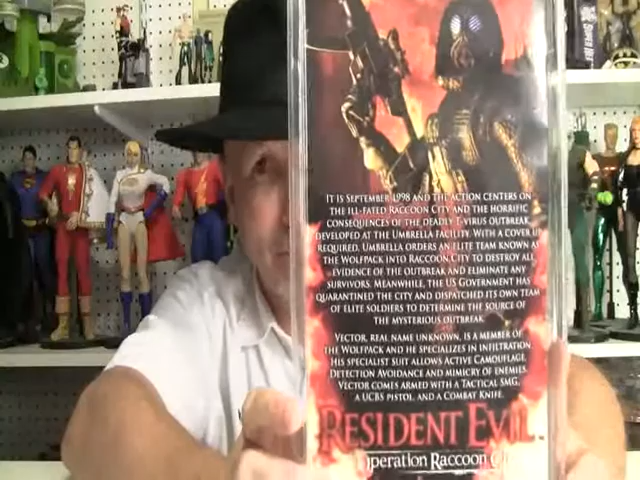 It is September 1998 and the action centers on
the ill-fated Raccoon City and the horrific
consequences of the deadly T-virus outbreak
developed at the Umbrella facility. With a cover up
required, Umbrella orders an elite team known as
the Wolfpack into Raccoon City to destroy all
evidence of the outbreak and eliminate any
survivors. Meanwhile, the US Government has
quarantined the city and dispatched its own team
of elite soldiers to determine the source of
the mysterious outbreak.
Vector, real name unknown, is a member of
the Wolfpack and he specializes in infiltration.
His specialist suit allows Active Camouflage,
Detection Avoidance and mimicry of enemies.
Vector comes armed with a Tactical SMG,
a UCBS pistol, and a combat knife.
Resident Evil
Operation Raccoon